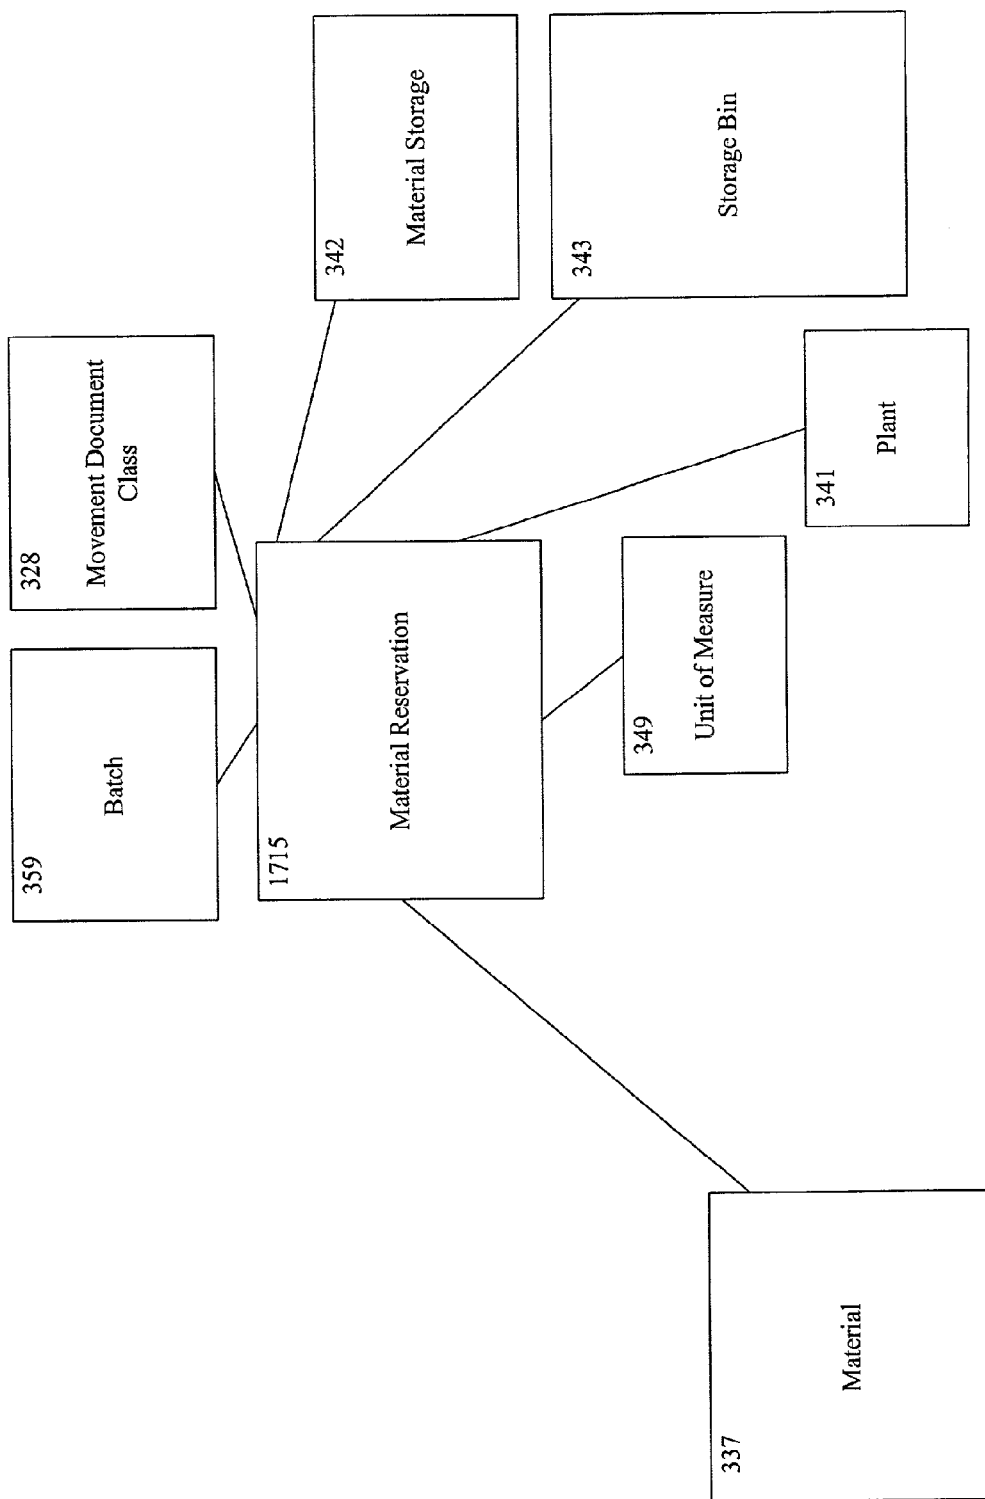 359
Batch
328
Movement Document
Class
342
Material Storage
1715
Material Reservation
343
Storage Bin
349
Unit of Measure
341
Plant
337
Material